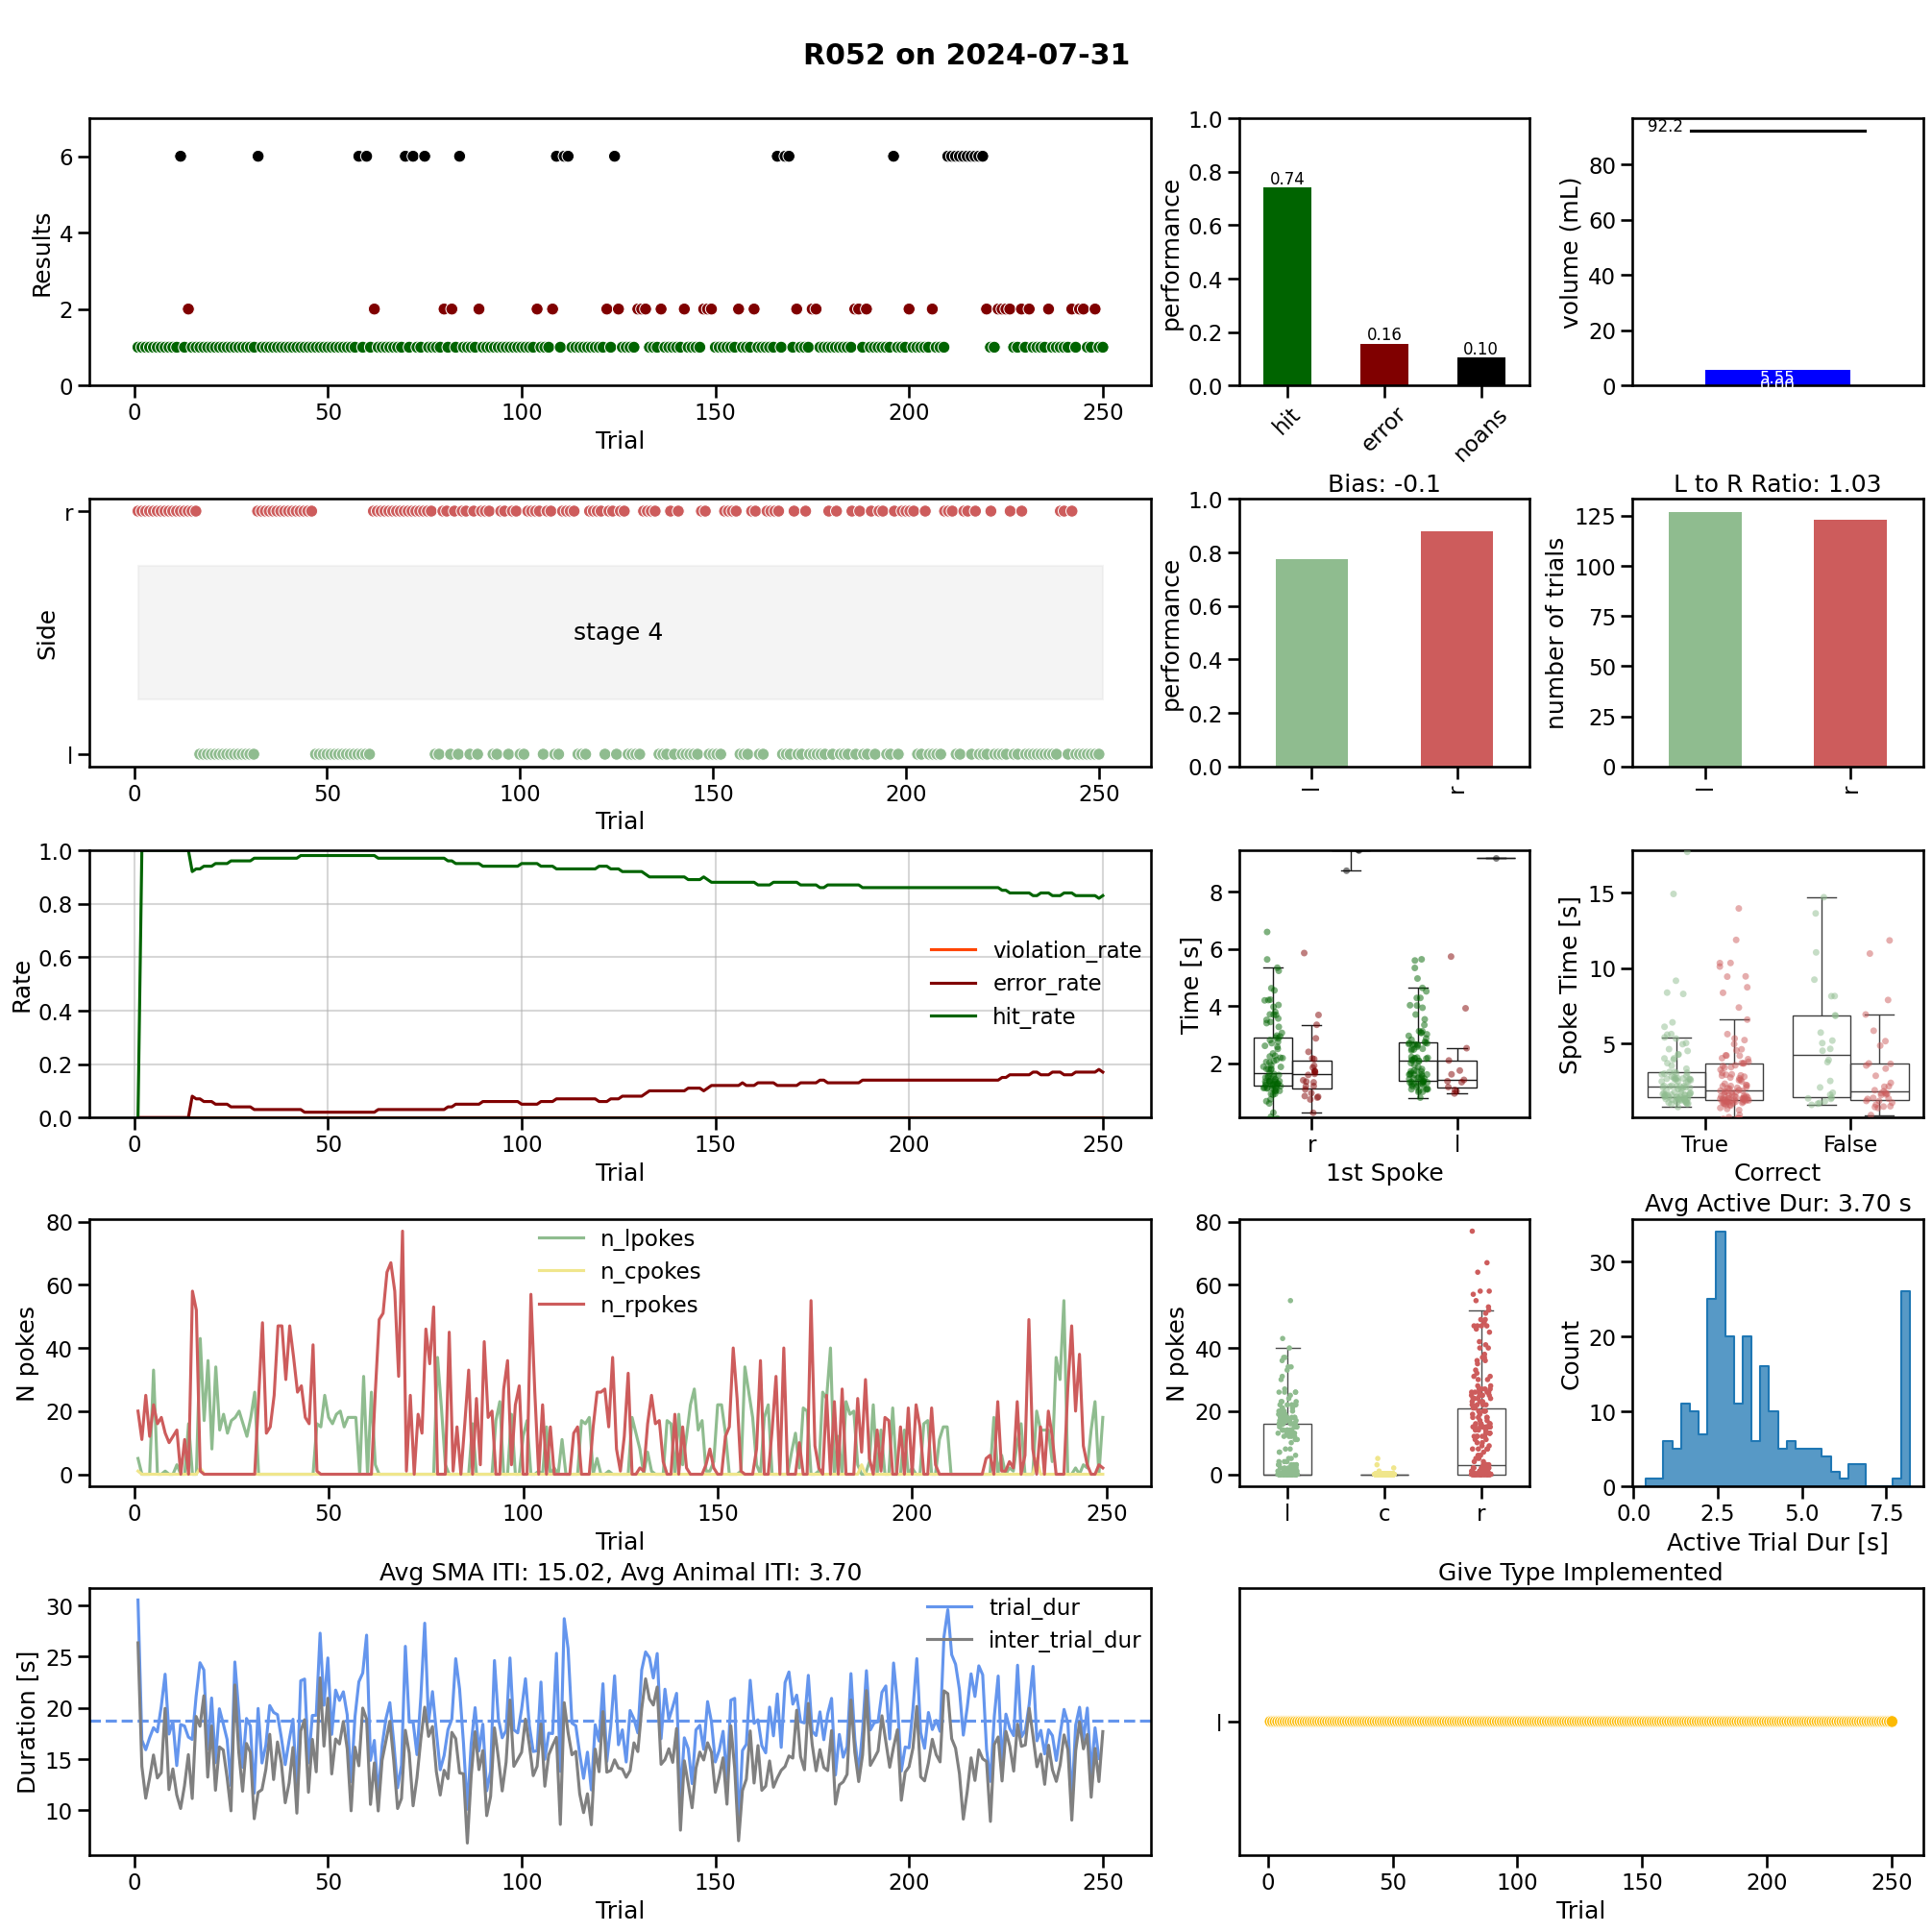 R052 on 2024-07-31
Results
6
4
2
0
0 50 100 150 200 250
Trial
performance
1.0
0.8
0.6
0.4
0.2
0.0
0.74
0.16
0.10
hit error noans
volume (mL)
80
60
40
20
0
92.2
5.55
Side
r
l
stage 4
0 50 100 150 200 250
Trial
Bias: -0.1
performance
1.0
0.8
0.6
0.4
0.2
0.0
l r
L to R Ratio: 1.03
number of trials
125
100
75
50
25
0
l r
Rate
1.0
0.8
0.6
0.4
0.2
0.0
violation_rate
error_rate
hit_rate
0 50 100 150 200 250
Trial
Time [s]
8
6
4
2
r l
1st Spoke
Spoke Time [s]
15
10
5
True False
Correct
N pokes
80
60
40
20
0
n_lpokes
n_cpokes
n_rpokes
0 50 100 150 200 250
Trial
N pokes
80
60
40
20
0
l c r
Avg Active Dur: 3.70 s
Count
30
20
10
0
0.0 2.5 5.0 7.5
Active Trial Dur [s]
Avg SMA ITI: 15.02, Avg Animal ITI: 3.70
Duration [s]
30
25
20
15
10
trial_dur
inter_trial_dur
0 50 100 150 200 250
Trial
Give Type Implemented
l
0 50 100 150 200 250
Trial